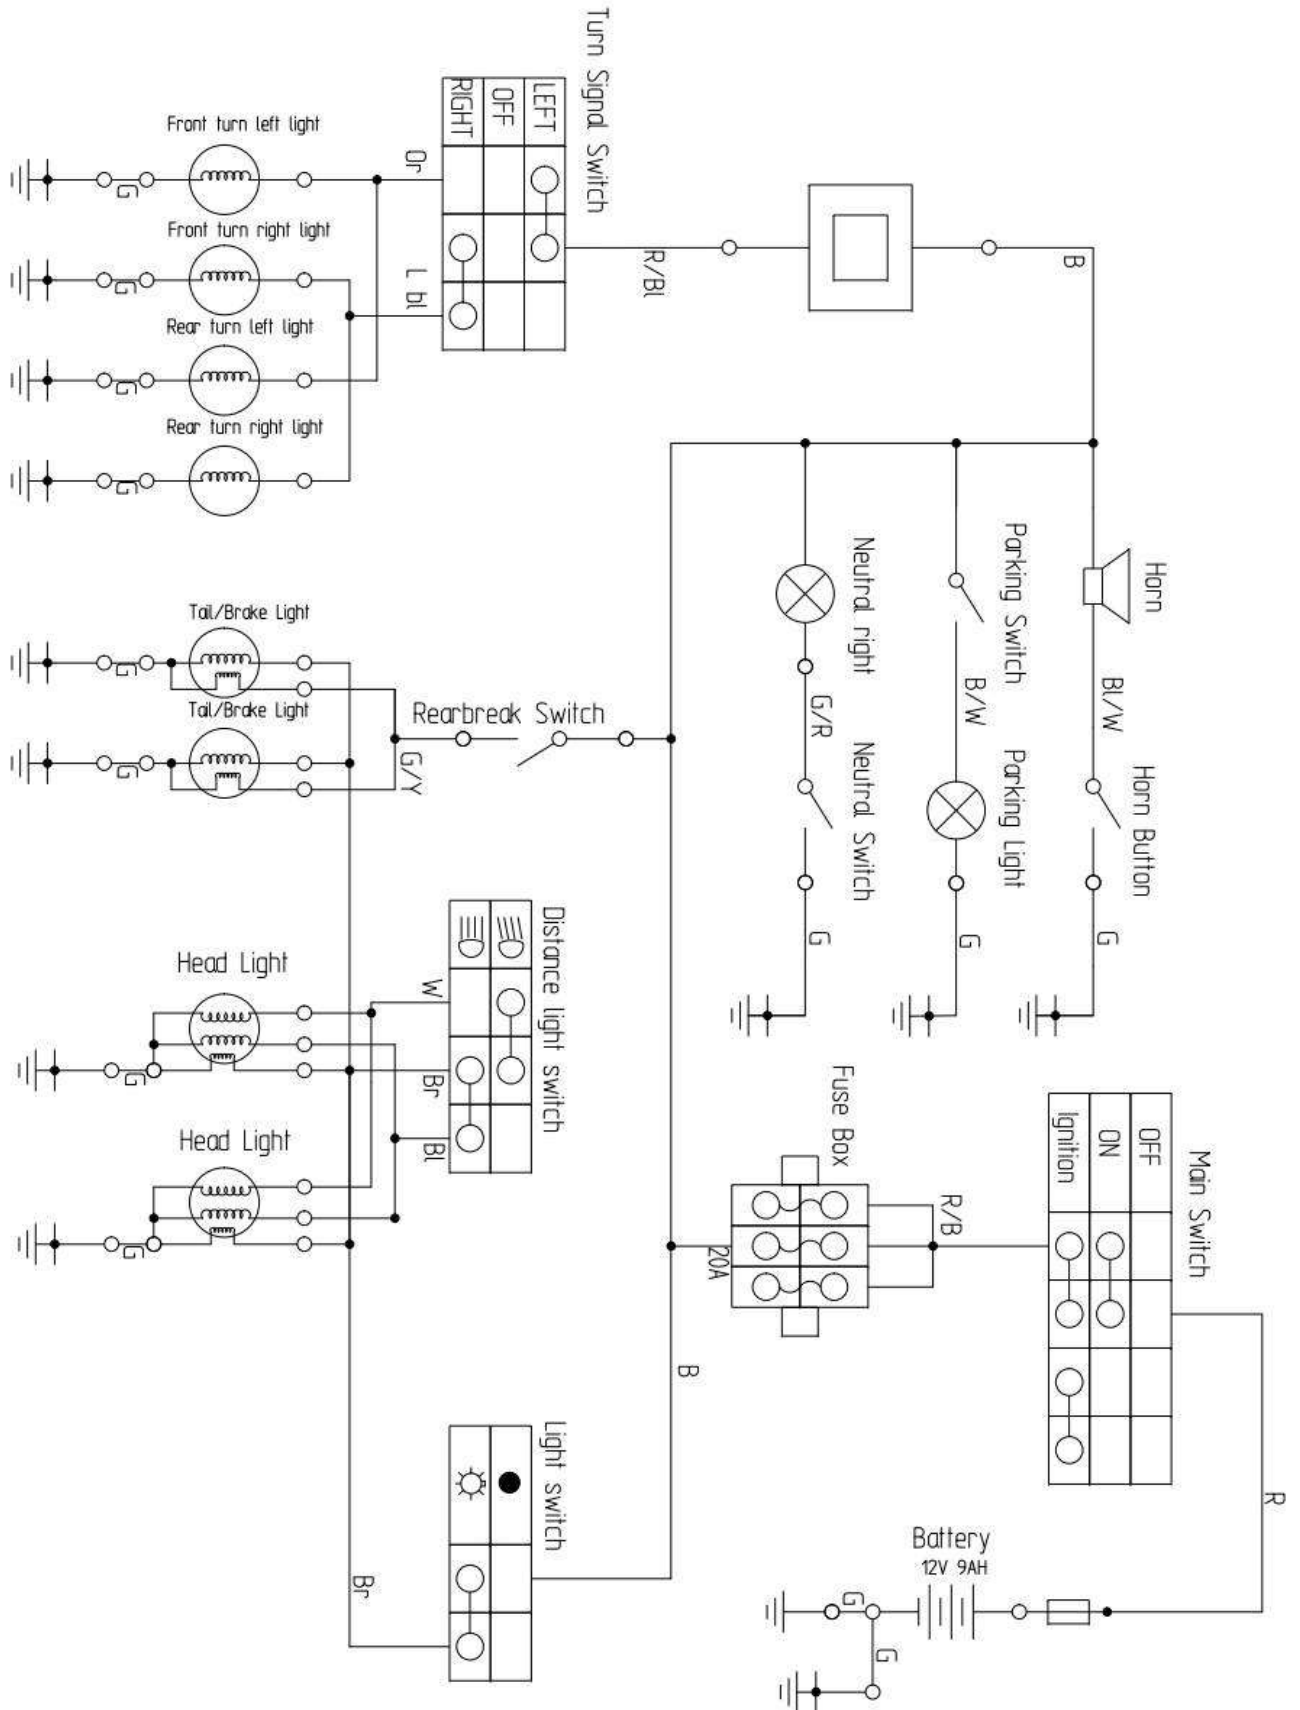 Turn Signal Switch
LEFT
OFF
RIGHT
Front turn left light
Front turn right light
Rear turn left light
Rear turn right light
Or
L bl
R/Bl
B
G
G
G
G
Horn
Parking Switch
Neutral right
Bl/W
B/W
G/R
Horn Button
Parking Light
Neutral Switch
G
G
G
Tail/Brake Light
Tail/Brake Light
G
G
Rearbreak Switch
G/Y
Distance light switch
Head Light
Head Light
W
Br
Bl
G
G
Fuse Box
20A
R/B
Main Switch
OFF
ON
Ignition
R
B
Light switch
Br
Battery
12V 9AH
G
G